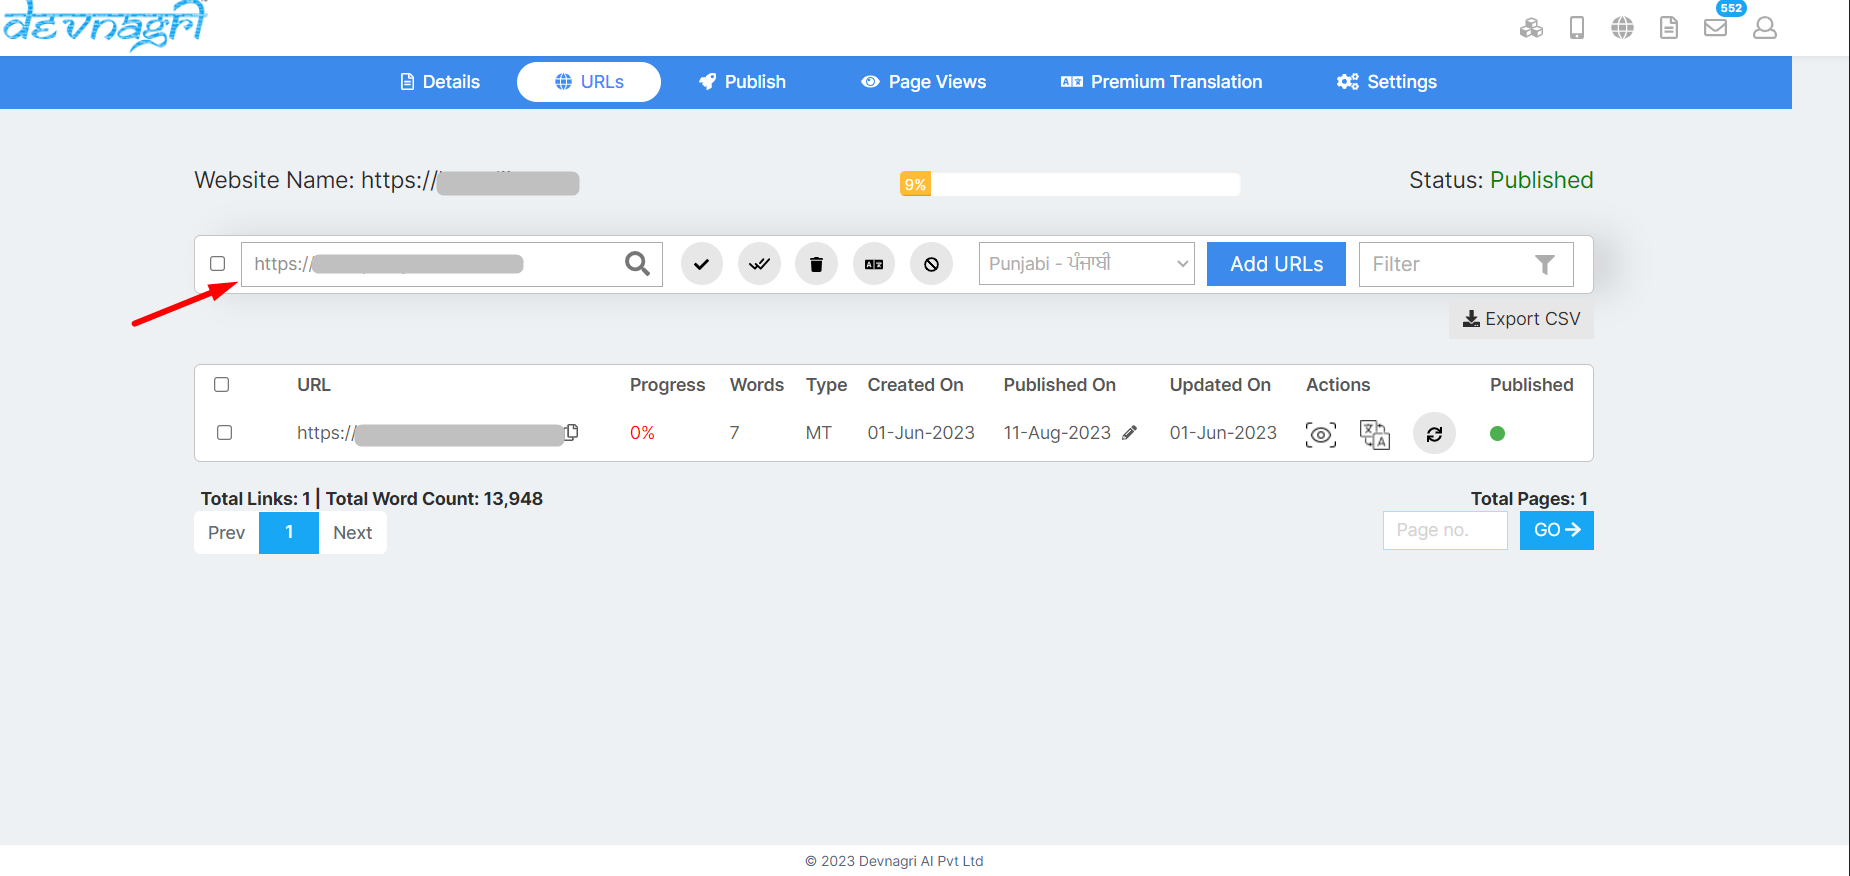 devnagri
552
Details URLs Publish Page Views Premium Translation Settings
Website Name: https:// 9% Status: Published
https:// Punjabi - ਪੰਜਾਬੀ Add URLs Filter
Export CSV
URL Progress Words Type Created On Published On Updated On Actions Published
https:// 0% 7 MT 01-Jun-2023 11-Aug-2023 01-Jun-2023
Total Links: 1 | Total Word Count: 13,948 Total Pages: 1
Prev 1 Next Page no. GO
© 2023 Devnagri AI Pvt Ltd